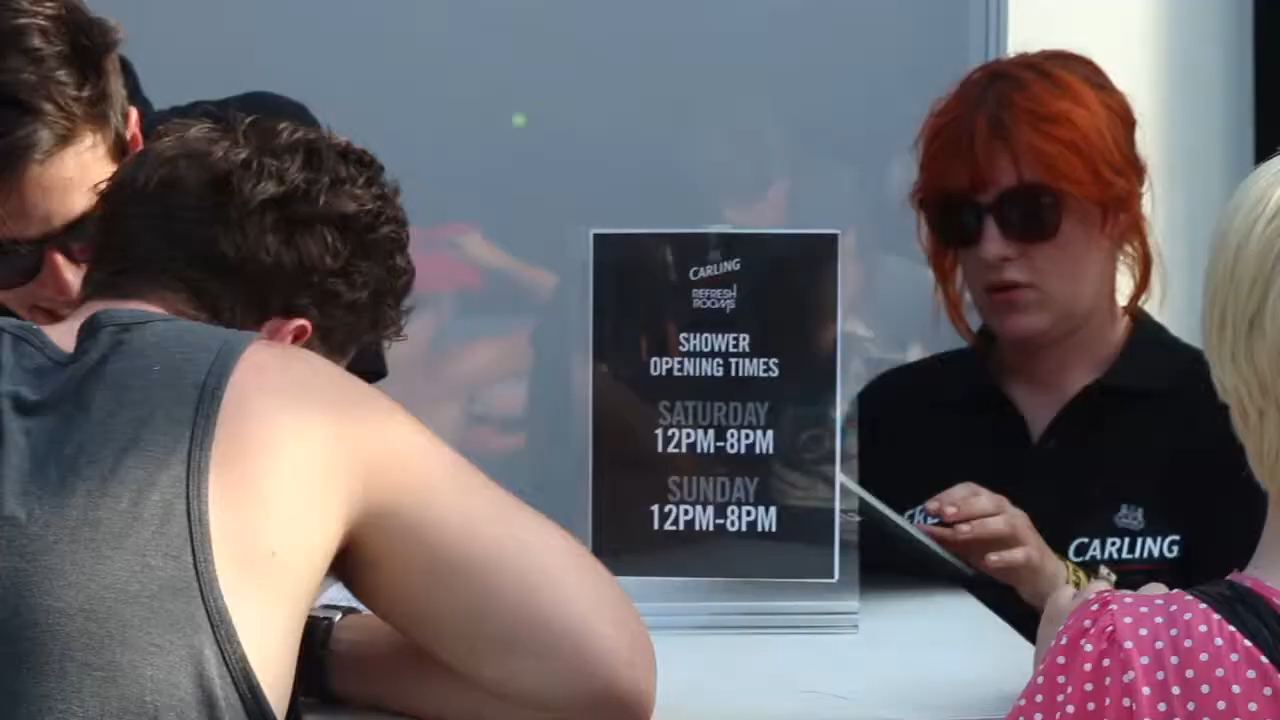 CARLING
REFRESH
ROOMS
SHOWER
OPENING TIMES
SATURDAY
12PM-8PM
SUNDAY
12PM-8PM
CARLING